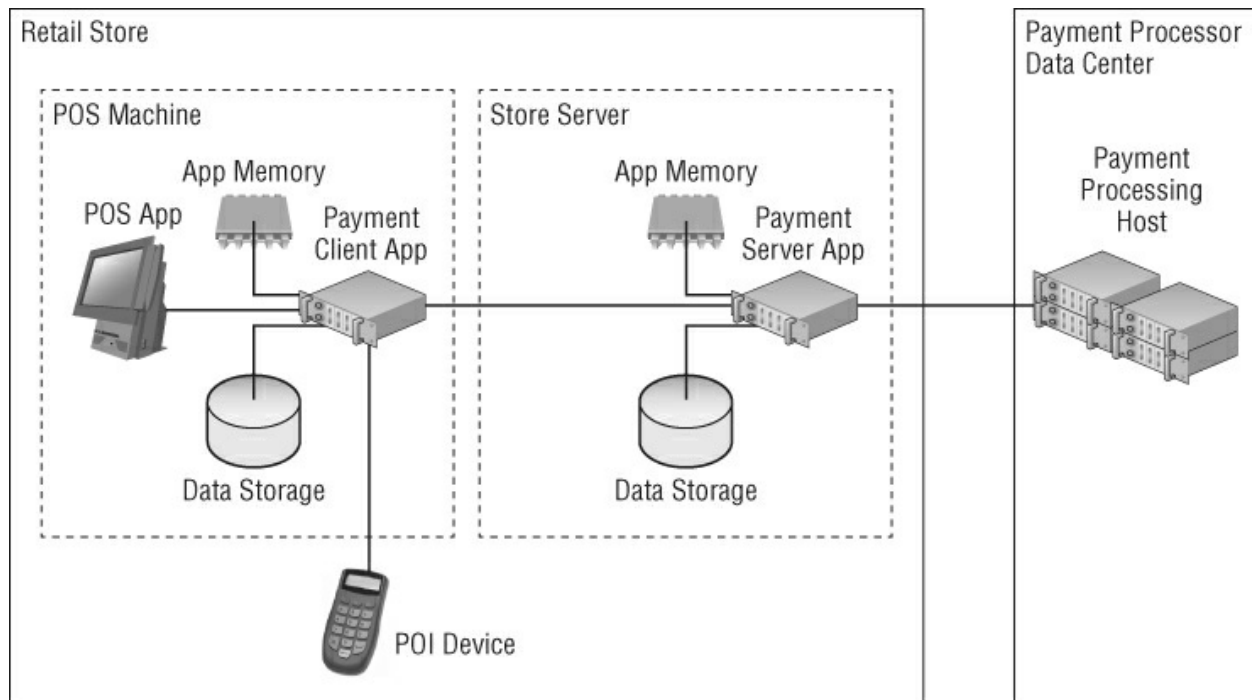 Retail Store
POS Machine
App Memory
POS App
Payment
Client App
Data Storage
POI Device
Store Server
App Memory
Payment
Server App
Data Storage
Payment Processor
Data Center
Payment
Processing
Host